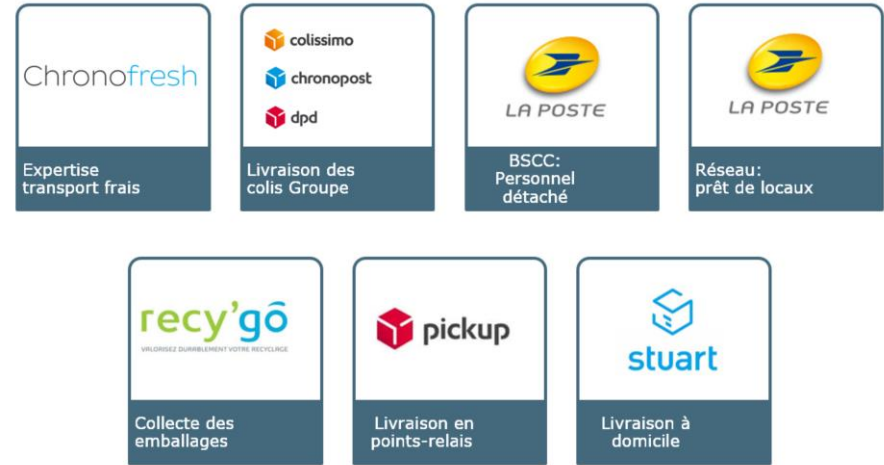 Chronofresh
Expertise
transport frais
colissimo
chronopost
dpd
Livraison des
colis Groupe
LA POSTE
BSCC:
Personnel
détaché
LA POSTE
Réseau:
prêt de locaux
recy'gô
VALORISEZ DURABLEMENT VOTRE RECYCLAGE
Collecte des
emballages
pickup
Livraison en
points-relais
stuart
Livraison à
domicile